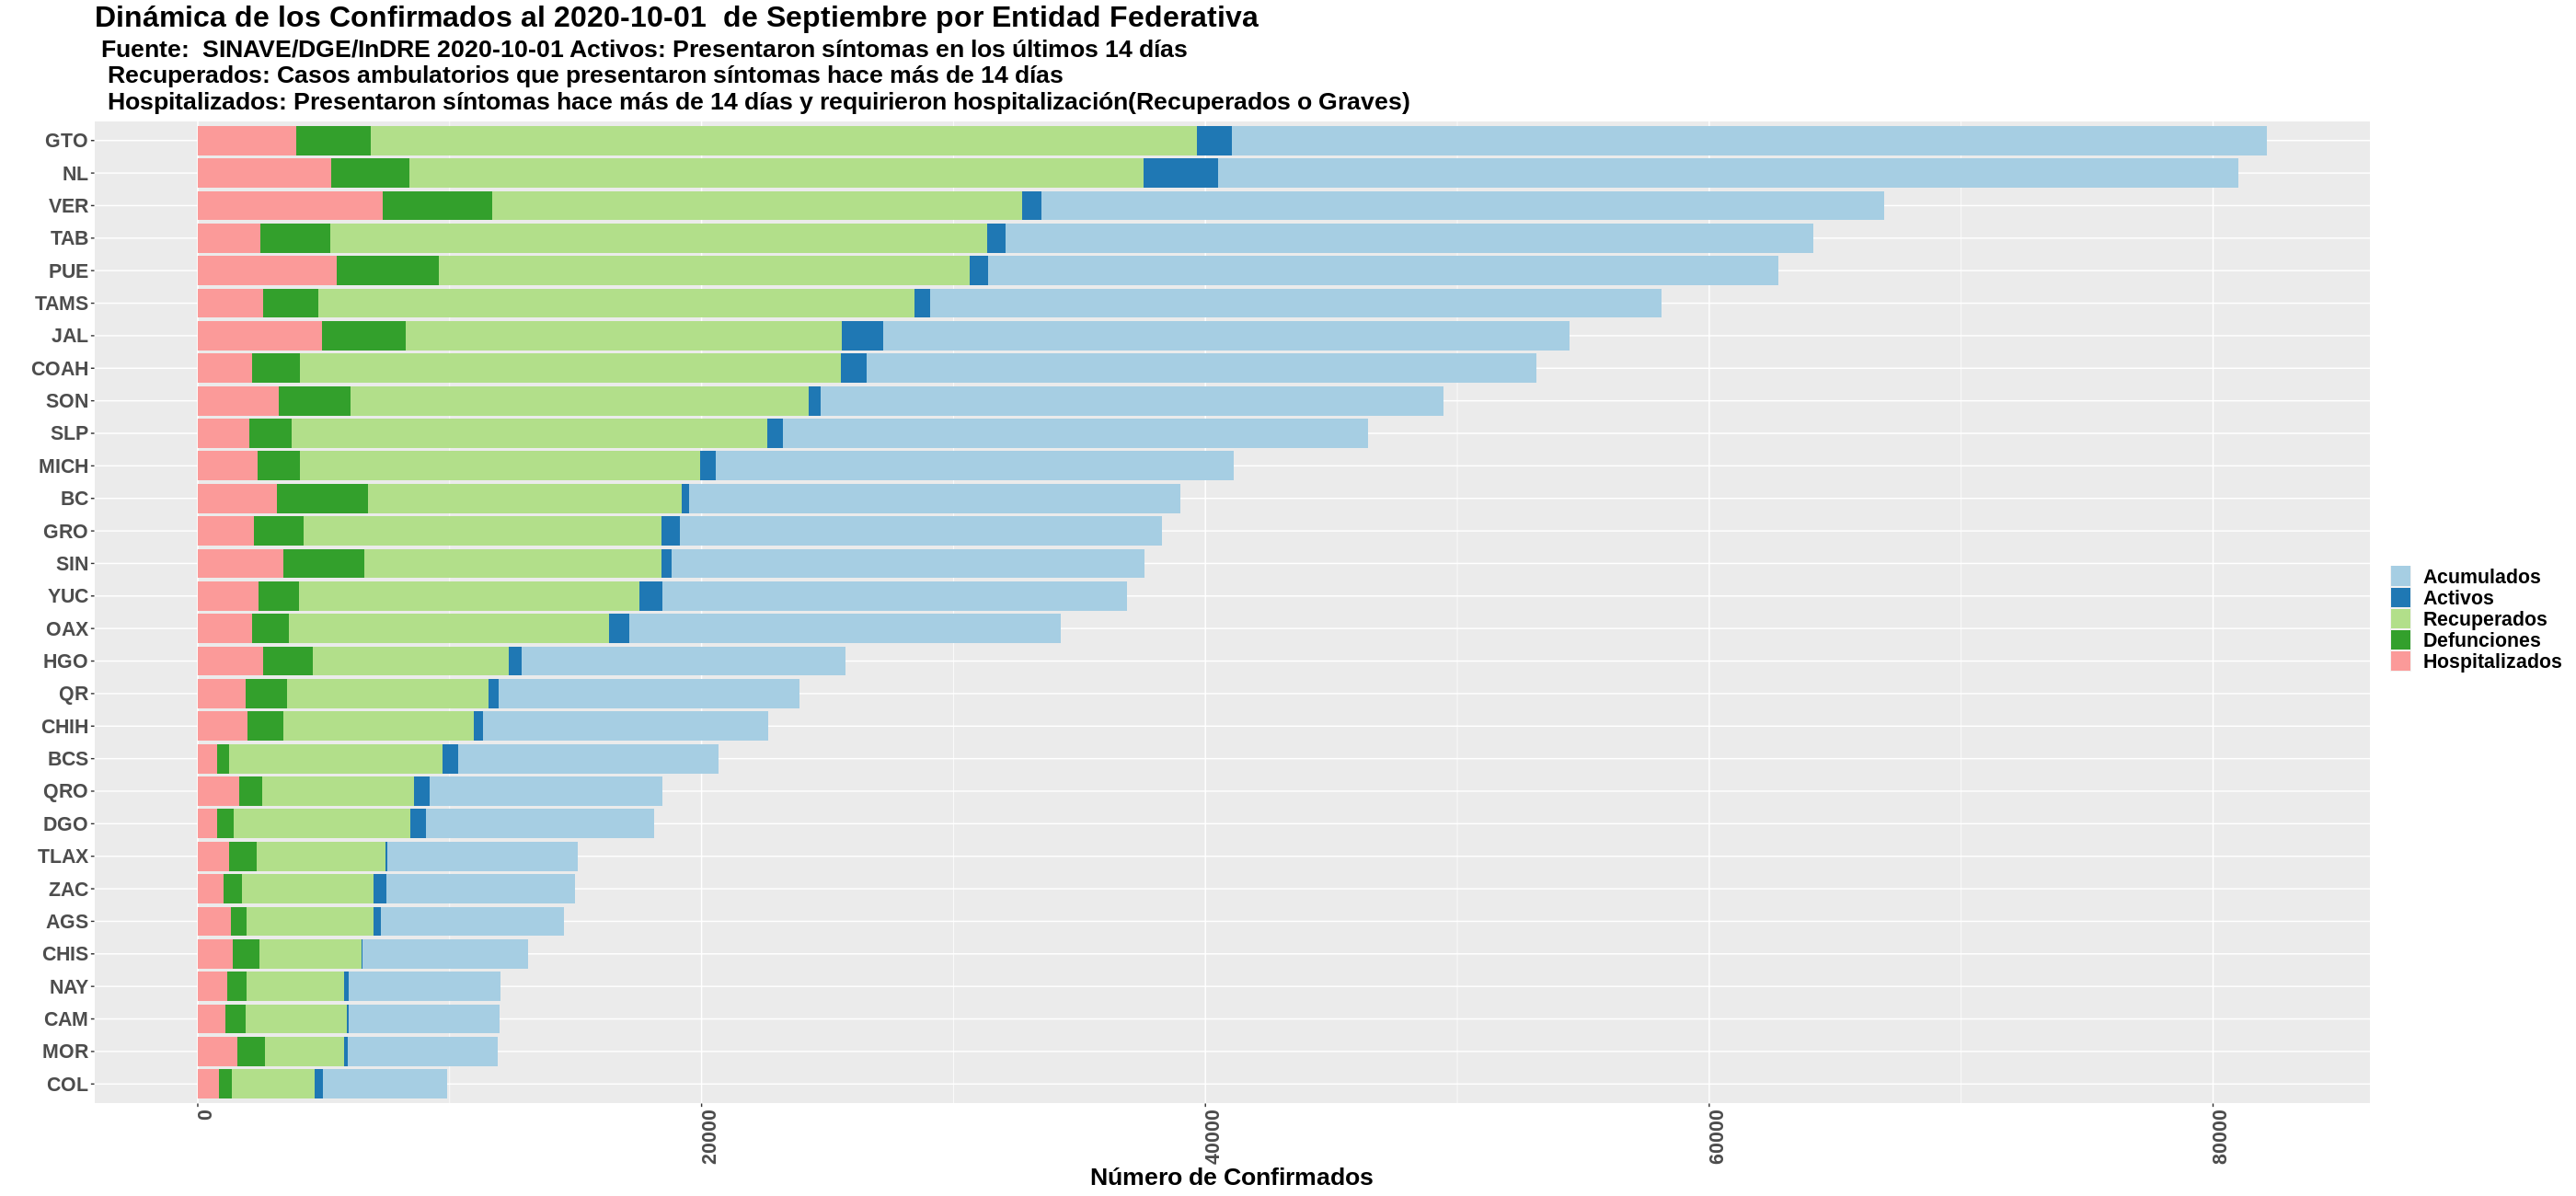 Dinámica de los Confirmados al 2020-10-01  de Septiembre por Entidad Federativa
Fuente:  SINAVE/DGE/InDRE 2020-10-01 Activos: Presentaron síntomas en los últimos 14 días
Recuperados: Casos ambulatorios que presentaron síntomas hace más de 14 días
Hospitalizados: Presentaron síntomas hace más de 14 días y requirieron hospitalización(Recuperados o Graves)
GTO
NL
VER
TAB
PUE
TAMS
JAL
COAH
SON
SLP
MICH
BC
GRO
SIN
YUC
OAX
HGO
QR
CHIH
BCS
QRO
DGO
TLAX
ZAC
AGS
CHIS
NAY
CAM
MOR
COL
0
20000
40000
60000
80000
Número de Confirmados
Acumulados
Activos
Recuperados
Defunciones
Hospitalizados